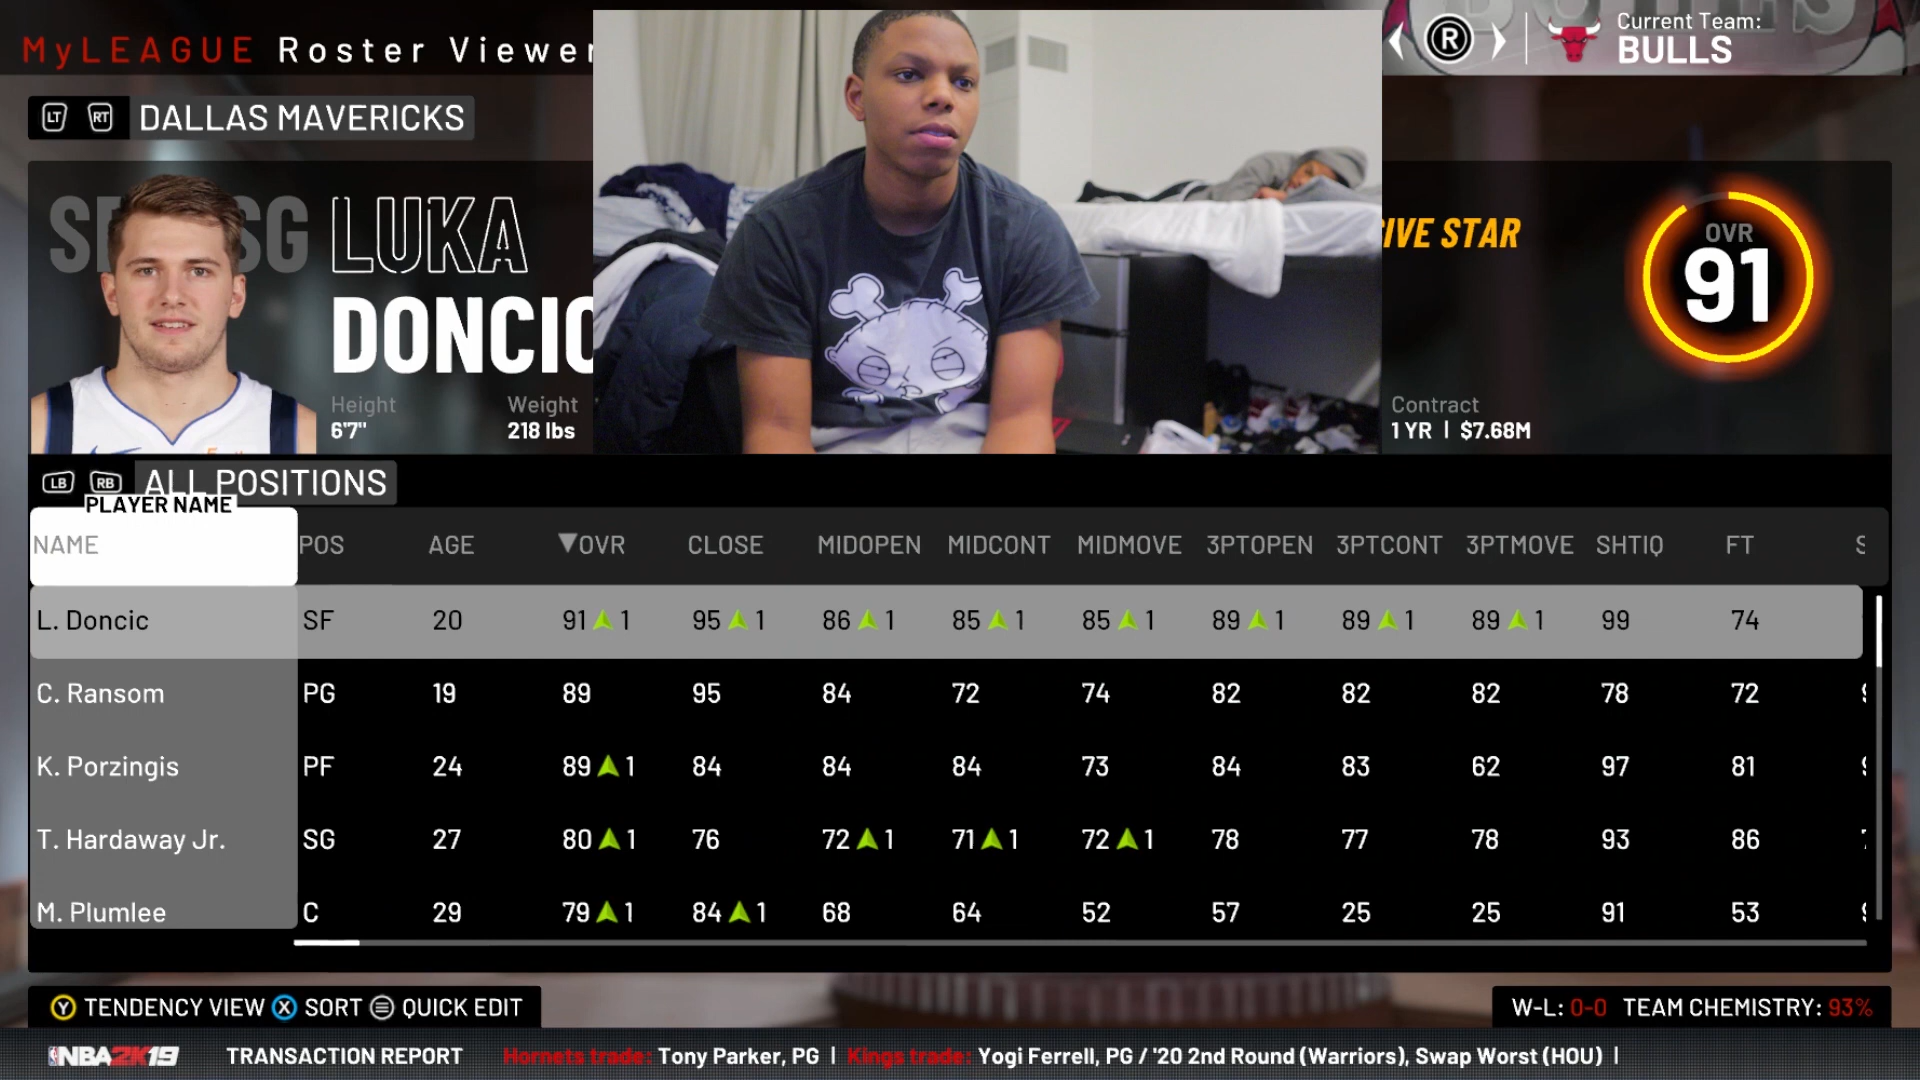 MyLEAGUE Roster Viewer
R
Current Team:
BULLS
LT RT DALLAS MAVERICKS
SG
LUKA
DONCIC
IVE STAR
OVR
91
Height
6'7"
Weight
218 lbs
Contract
1 YR | $7.68M
LB RB ALL POSITIONS
PLAYER NAME
NAME POS AGE ▼OVR CLOSE MIDOPEN MIDCONT MIDMOVE 3PTOPEN 3PTCONT 3PTMOVE SHTIQ FT S
L. Doncic SF 20 91 ▲ 1 95 ▲ 1 86 ▲ 1 85 ▲ 1 85 ▲ 1 89 ▲ 1 89 ▲ 1 89 ▲ 1 99 74
C. Ransom PG 19 89 95 84 72 74 82 82 82 78 72
K. Porzingis PF 24 89 ▲ 1 84 84 84 73 84 83 62 97 81
T. Hardaway Jr. SG 27 80 ▲ 1 76 72 ▲ 1 71 ▲ 1 72 ▲ 1 78 77 78 93 86
M. Plumlee C 29 79 ▲ 1 84 ▲ 1 68 64 52 57 25 25 91 53
Y TENDENCY VIEW X SORT QUICK EDIT
W-L: 0-0 TEAM CHEMISTRY: 93%
NBA 2K19 TRANSACTION REPORT Hornets trade: Tony Parker, PG | Kings trade: Yogi Ferrell, PG / '20 2nd Round (Warriors), Swap Worst (HOU) |